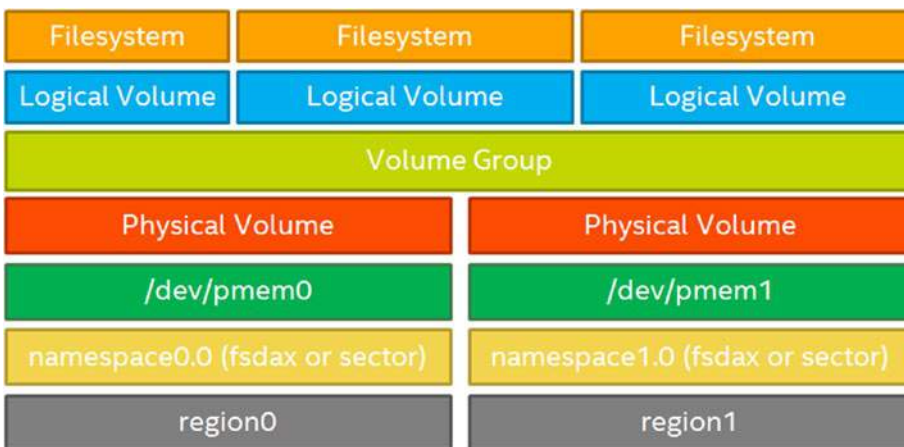 Filesystem Filesystem Filesystem
Logical Volume Logical Volume Logical Volume
Volume Group
Physical Volume Physical Volume
/dev/pmem0 /dev/pmem1
namespace0.0 (fsdax or sector) namespace1.0 (fsdax or sector)
region0 region1